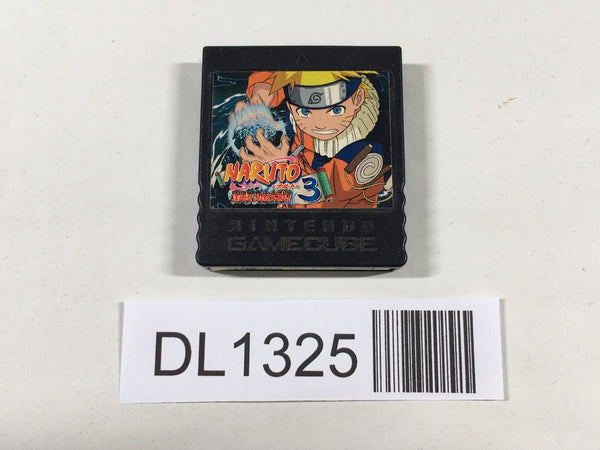 NARUTO
3
NINTENDO
GAMECUBE
DL1325